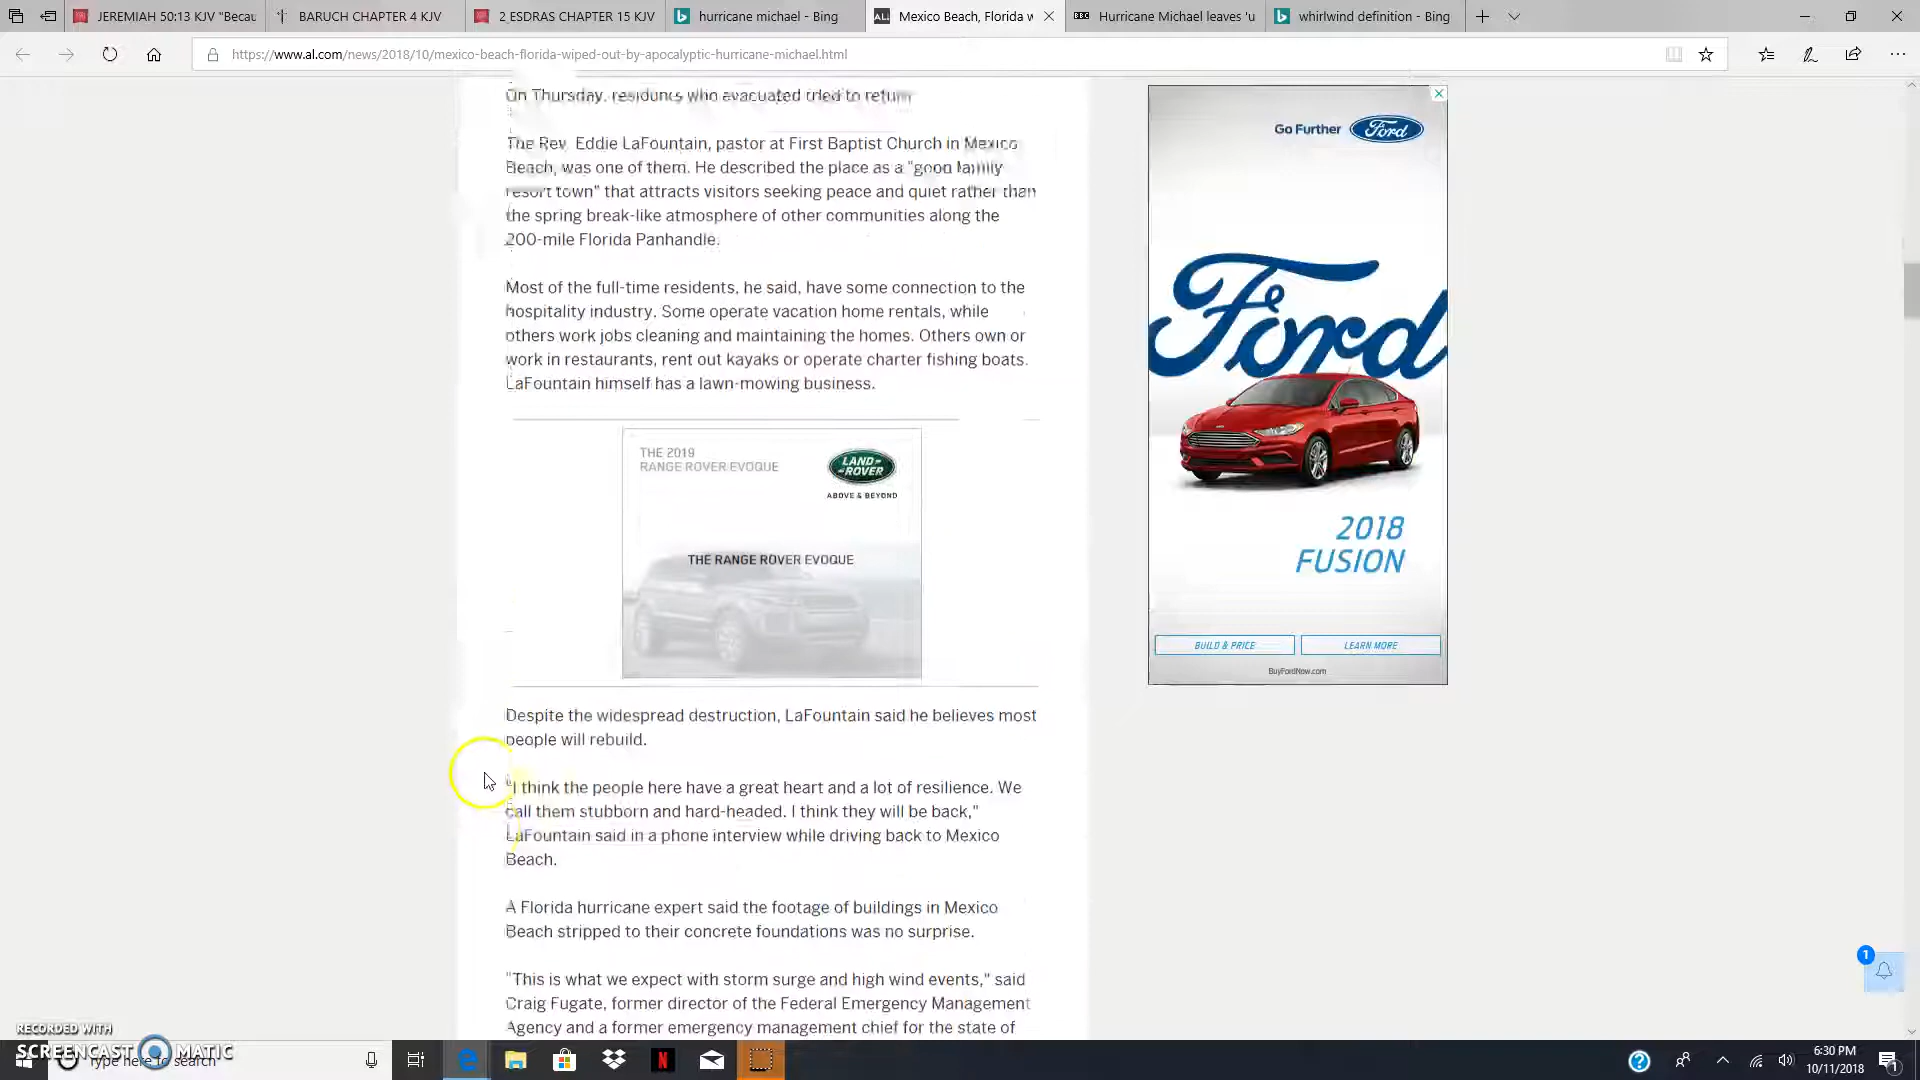 JEREMIAH 50:13 KJV "Becau
BARUCH CHAPTER 4 KJV
2 ESDRAS CHAPTER 15 KJV
hurricane michael - Bing
Mexico Beach, Florida w
Hurricane Michael leaves 'u
whirlwind definition - Bing
https://www.al.com/news/2018/10/mexico-beach-florida-wiped-out-by-apocalyptic-hurricane-michael.html
On Thursday, who evacuated tried to return
The Rev. Eddie LaFountain, pastor at First Baptist Church in Mexico
Beach, was one of them. He described the place as a "good family
resort town" that attracts visitors seeking peace and quiet rather than
the spring break-like atmosphere of other communities along the
200-mile Florida Panhandle.
Most of the full-time residents, he said, have some connection to the
hospitality industry. Some operate vacation home rentals, while
others work jobs cleaning and maintaining the homes. Others own or
work in restaurants, rent out kayaks or operate charter fishing boats.
LaFountain himself has a lawn-mowing business.
THE 2019
RANGE ROVER EVOQUE
LAND-
-ROVER
ABOVE & BEYOND
THE RANGE ROVER EVOQUE
Despite the widespread destruction, LaFountain said he believes most
people will rebuild.
"I think the people here have a great heart and a lot of resilience. We
call them stubborn and hard-headed. I think they will be back,"
LaFountain said in a phone interview while driving back to Mexico
Beach.
A Florida hurricane expert said the footage of buildings in Mexico
Beach stripped to their concrete foundations was no surprise.
"This is what we expect with storm surge and high wind events," said
Craig Fugate, former director of the Federal Emergency Management
Agency and a former emergency management chief for the state of
Go Further Ford
Ford
2018
FUSION
BUILD & PRICE
LEARN MORE
BuyFordNow.com
1
RECORDED WITH
SCREENCAST MATIC
Type here to search
6:30 PM
10/11/2018
1